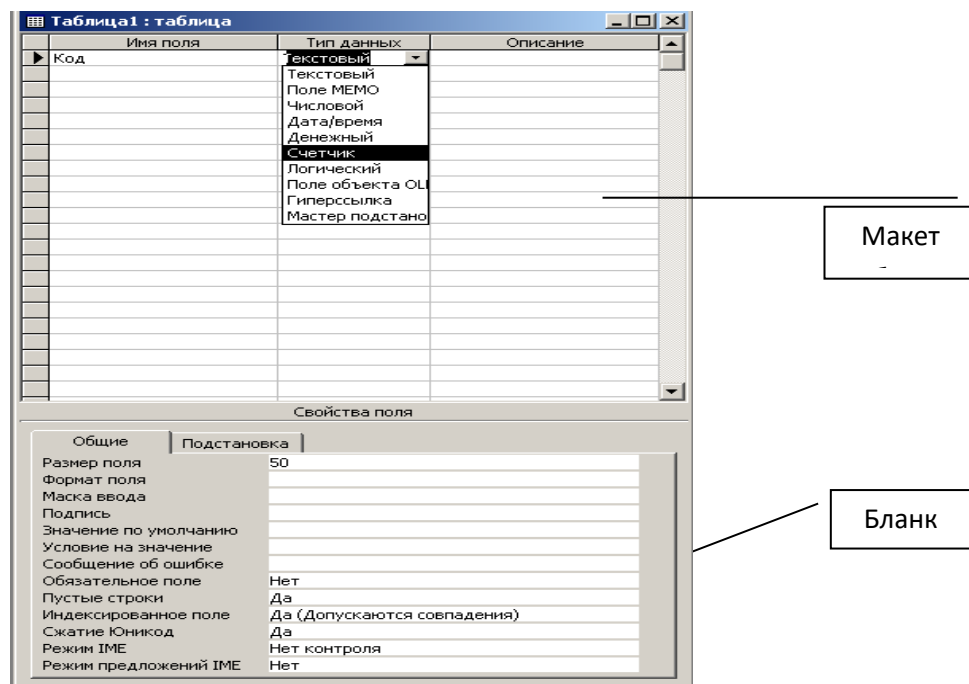 Таблица1 : таблица
Имя поля Тип данных Описание
Код Текстовый
Текстовый
Поле МЕМО
Числовой
Дата/время
Денежный
Счетчик
Логический
Поле объекта OLE
Гиперссылка
Мастер подстано
Макет
Свойства поля
Общие Подстановка
Размер поля 50
Формат поля
Маска ввода
Подпись
Значение по умолчанию
Условие на значение
Сообщение об ошибке
Обязательное поле Нет
Пустые строки Да
Индексированное поле Да (Допускаются совпадения)
Сжатие Юникод Да
Режим IME Нет контроля
Режим предложений IME Нет
Бланк